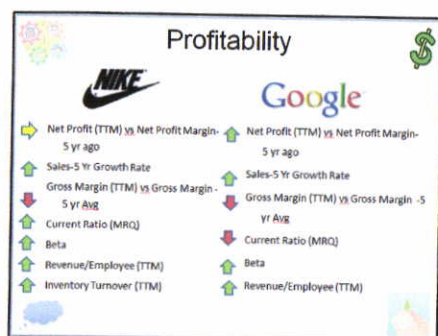 Profitability
NIKE
Net Profit (TTM) vs Net Profit Margin-
5 yr ago
Sales-5 Yr Growth Rate
Gross Margin (TTM) vs Gross Margin -
5 yr Avg
Current Ratio (MRQ)
Beta
Revenue/Employee (TTM)
Inventory Turnover (TTM)
Google
Net Profit (TTM) vs Net Profit Margin-
5 yr ago
Sales-5 Yr Growth Rate
Gross Margin (TTM) vs Gross Margin -5
yr Avg
Current Ratio (MRQ)
Beta
Revenue/Employee (TTM)